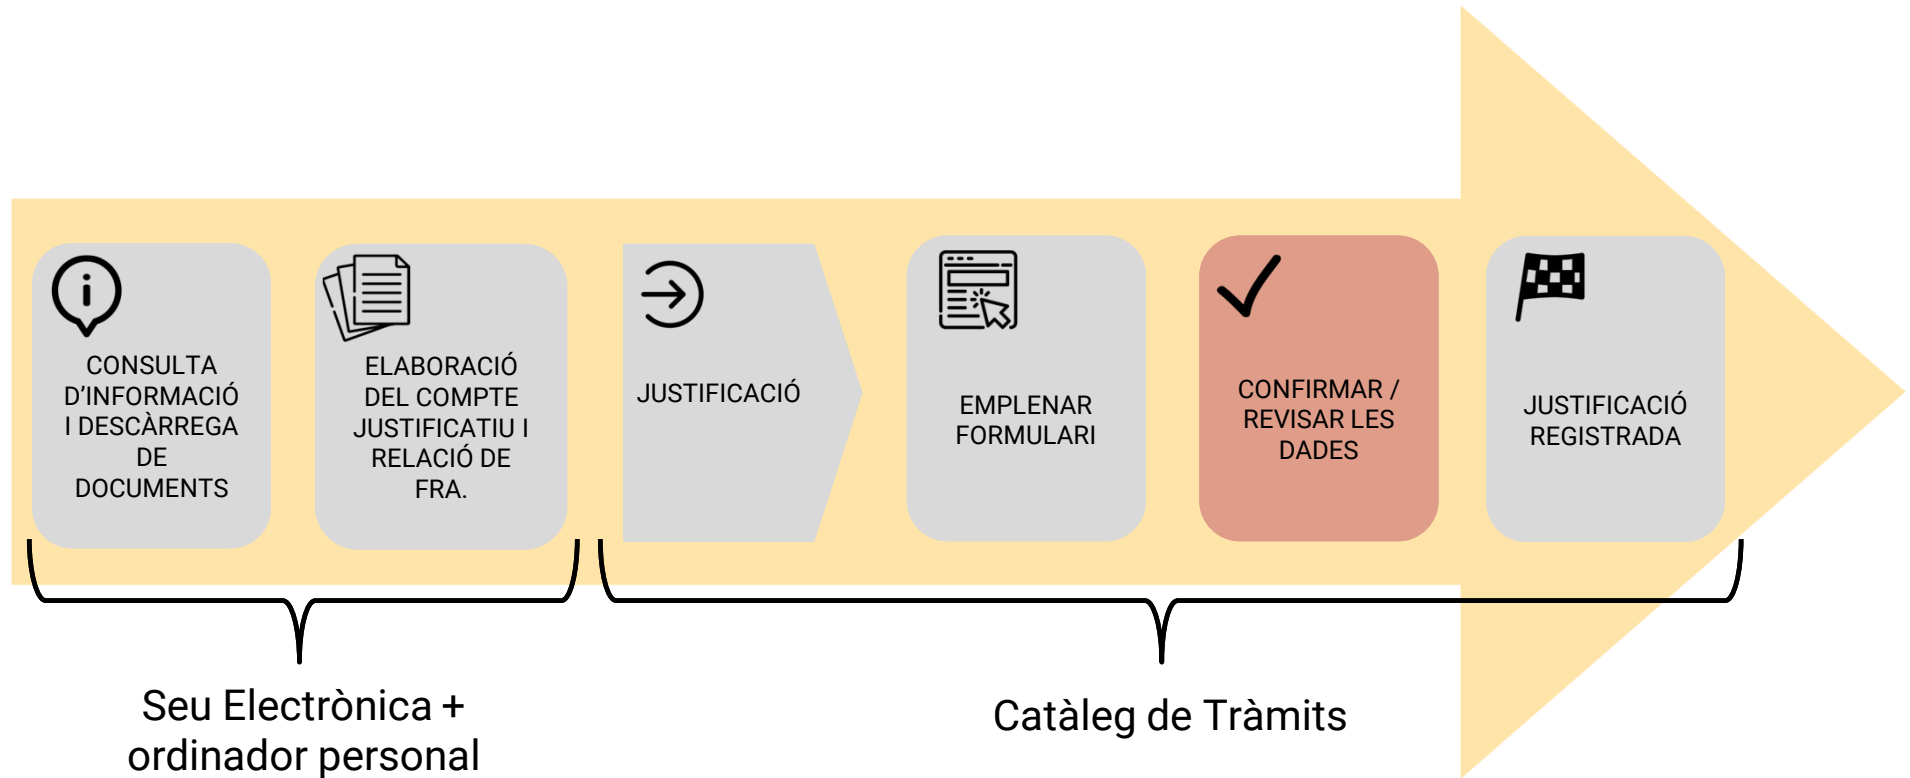 CONSULTA
D’INFORMACIÓ
I DESCÀRREGA
DE
DOCUMENTS
ELABORACIÓ
DEL COMPTE
JUSTIFICATIU I
RELACIÓ DE
FRA.
JUSTIFICACIÓ
EMPLENAR
FORMULARI
CONFIRMAR /
REVISAR LES
DADES
JUSTIFICACIÓ
REGISTRADA
Seu Electrònica +
ordinador personal
Catàleg de Tràmits